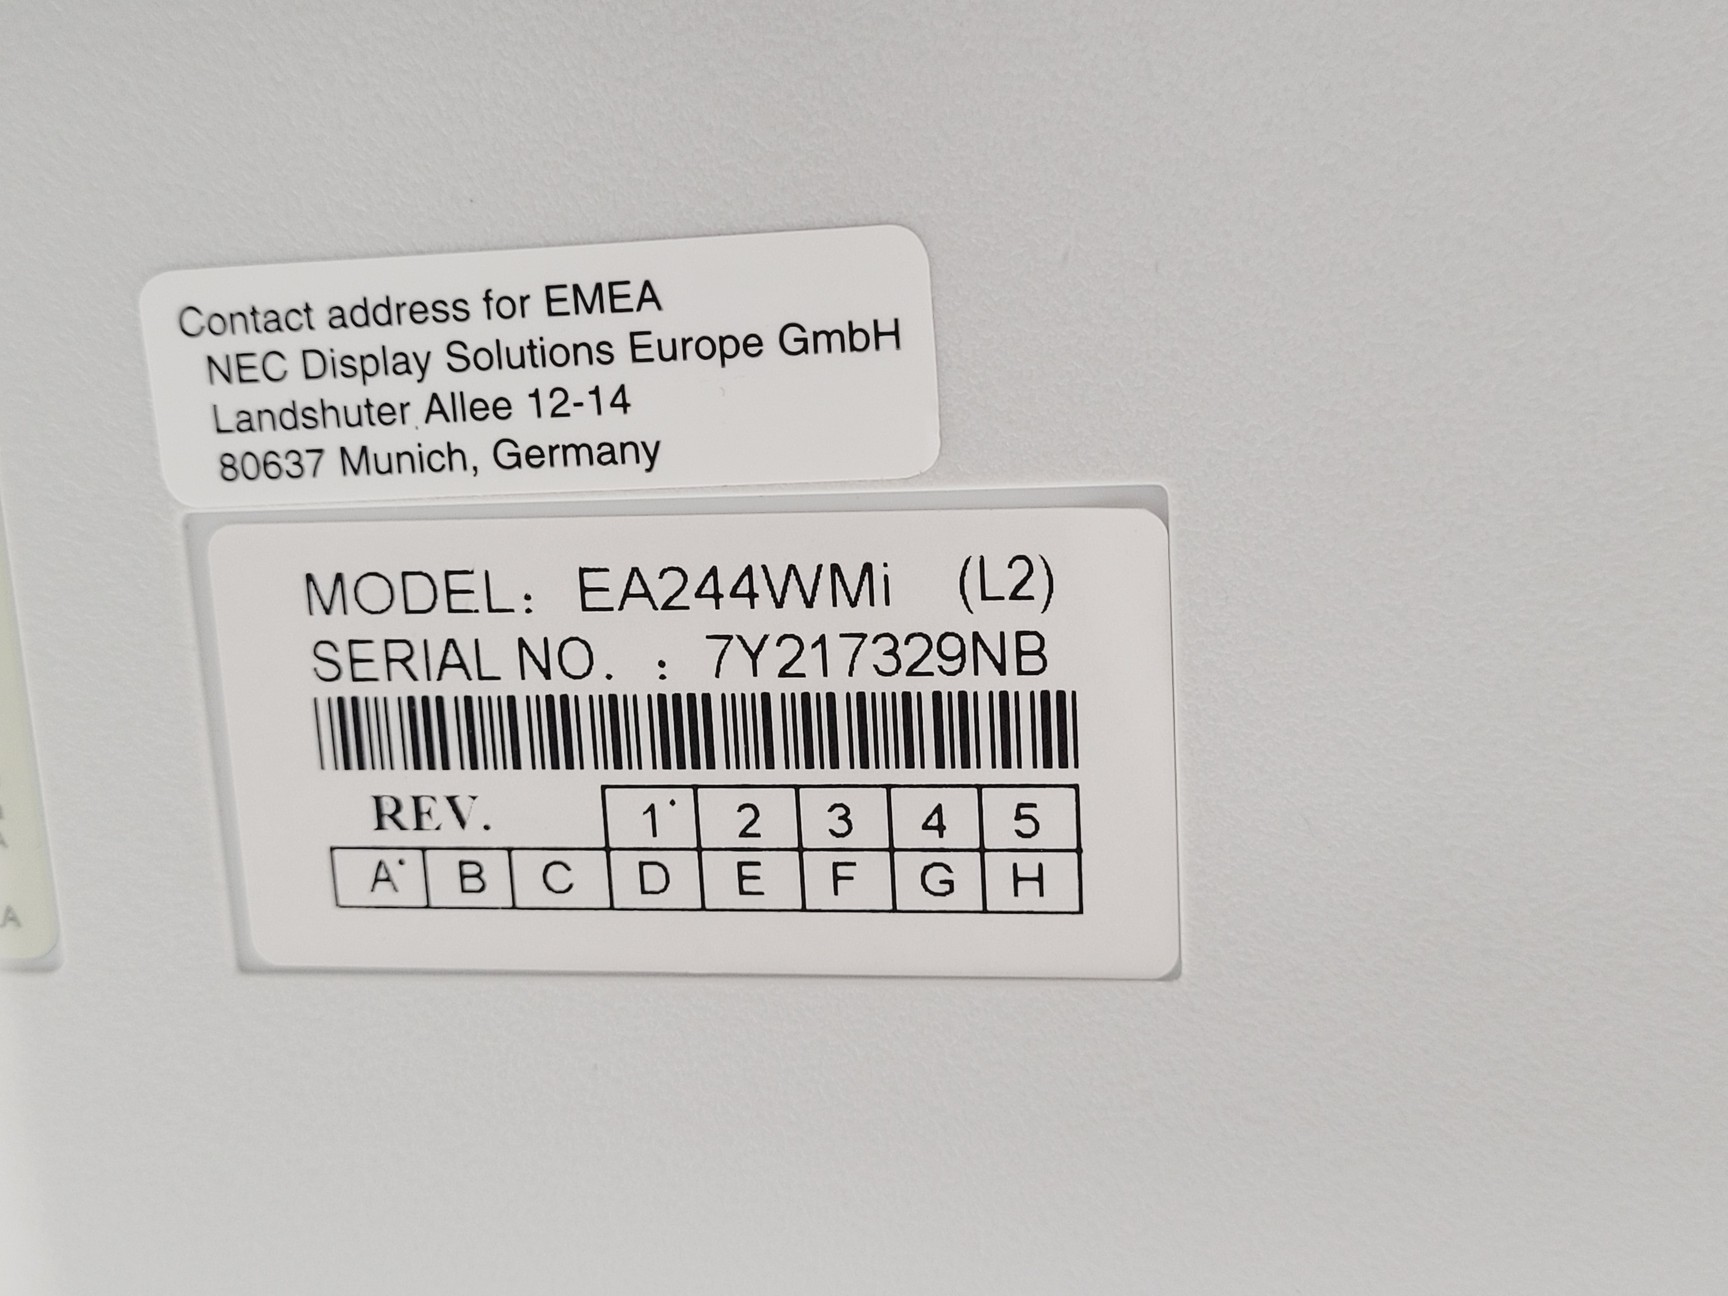 Contact address for EMEA
NEC Display Solutions Europe GmbH
Landshuter Allee 12-14
80637 Munich, Germany
MODEL: EA244WMi (L2)
SERIAL NO. : 7Y217329NB
REV. 1 2 3 4 5
A B C D E F G H
A
A